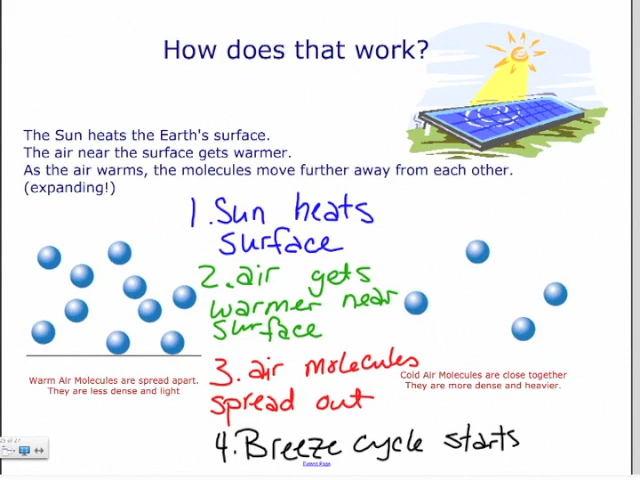 How does that work?
The Sun heats the Earth's surface.
The air near the surface gets warmer.
As the air warms, the molecules move further away from each other.
(expanding!)
1. Sun heats
surface
2. air gets
warmer near
surface
3. air molecules
spread out
4. Breeze cycle starts
Warm Air Molecules are spread apart.
They are less dense and light
Cold Air Molecules are close together
They are more dense and heavier.